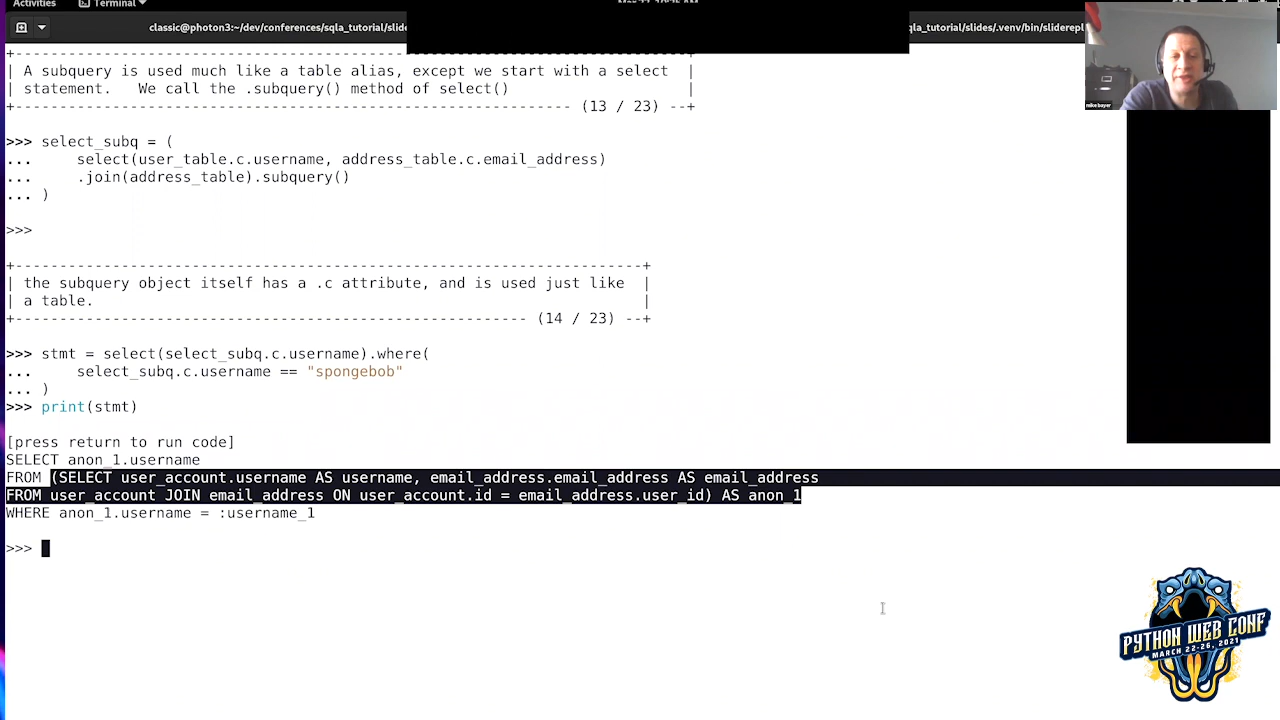 Activities
Terminal
classic@photon3:~/dev/conferences/sqla_tutorial/slide
la_tutorial/slides/.venv/bin/sliderepl
mike bayer
+---------------------------------------------------------------------------+
| A subquery is used much like a table alias, except we start with a select |
| statement. We call the .subquery() method of select() |
+---------------------------------------------------------------- (13 / 23) --+
>>> select_subq = (
... select(user_table.c.username, address_table.c.email_address)
... .join(address_table).subquery()
... )
>>>
+-----------------------------------------------------------------------+
| the subquery object itself has a .c attribute, and is used just like |
| a table. |
+----------------------------------------------------------- (14 / 23) --+
>>> stmt = select(select_subq.c.username).where(
... select_subq.c.username == "spongebob"
... )
>>> print(stmt)
[press return to run code]
SELECT anon_1.username
FROM (SELECT user_account.username AS username, email_address.email_address AS email_address
FROM user_account JOIN email_address ON user_account.id = email_address.user_id) AS anon_1
WHERE anon_1.username = :username_1
>>>
PYTHON WEB CONF
MARCH 22-26, 2021